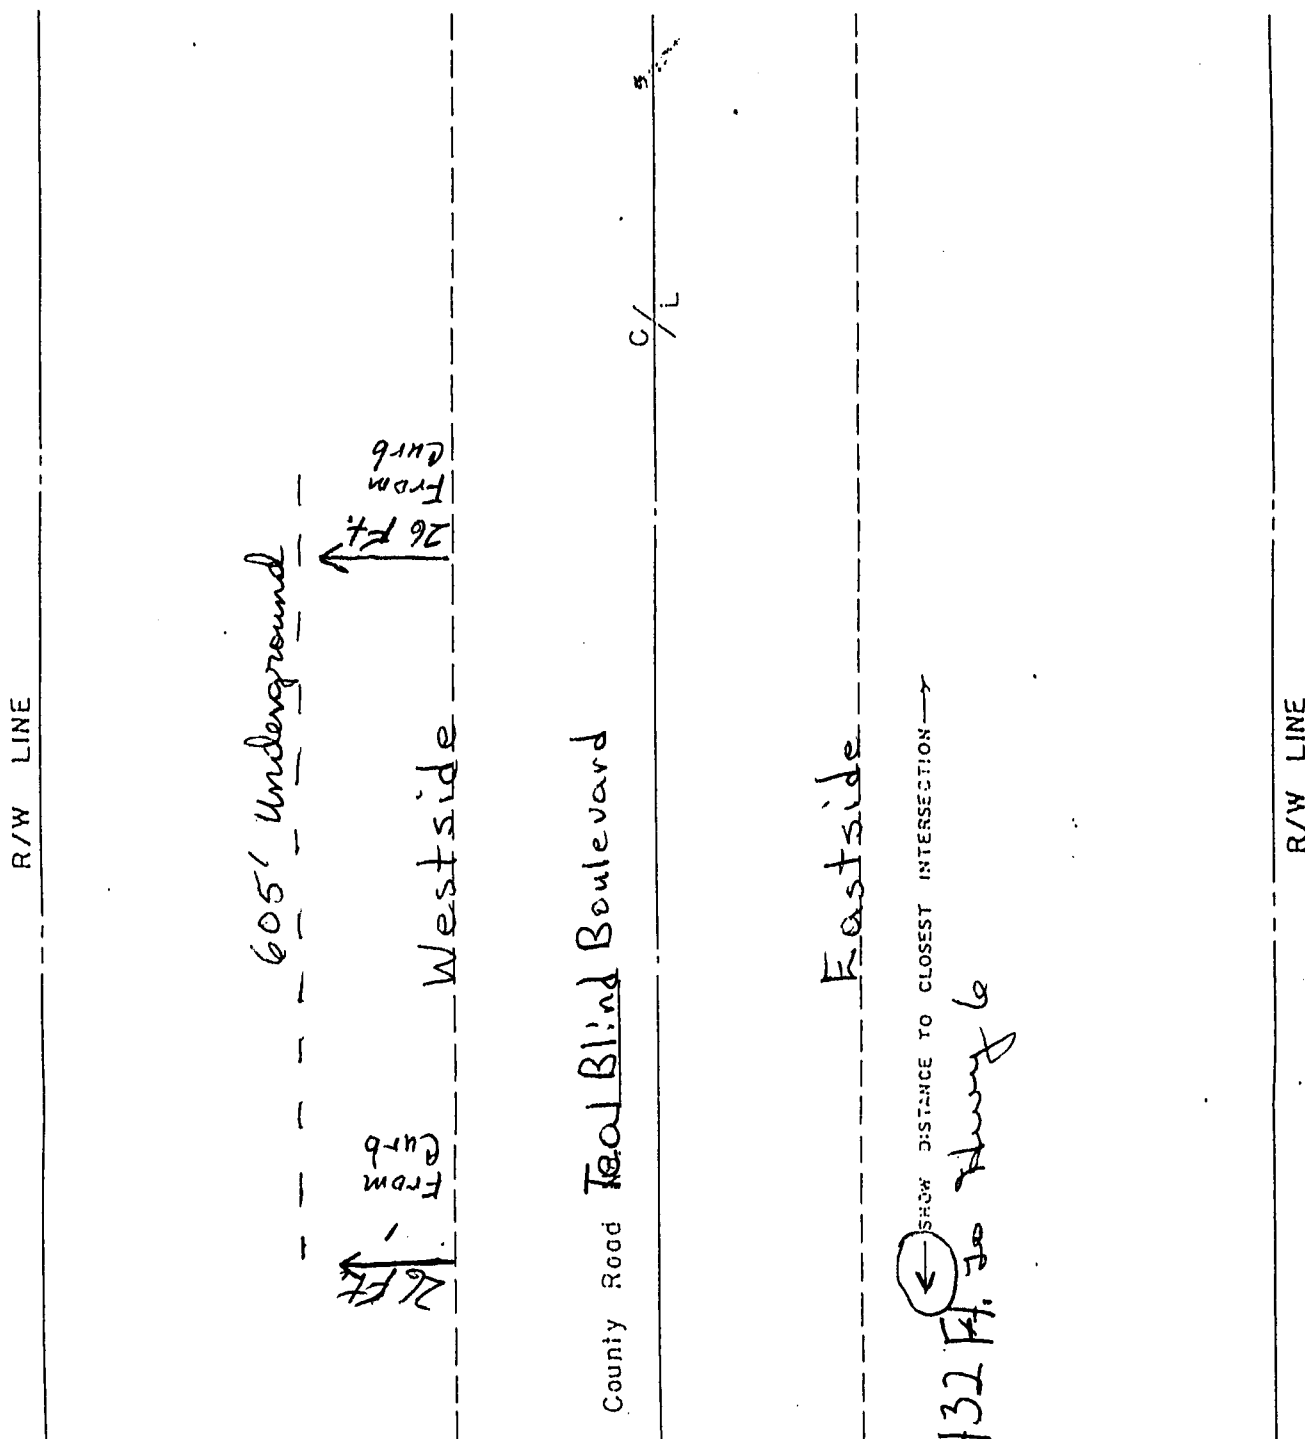 R/W LINE
605' Underground
26 Ft.
From
Curb
26 Ft.
From
Curb
Westside
County Road Teal Blind Boulevard
C/L
Eastside
SHOW DISTANCE TO CLOSEST INTERSECTION
132 Ft. to Hwy 6
R/W LINE